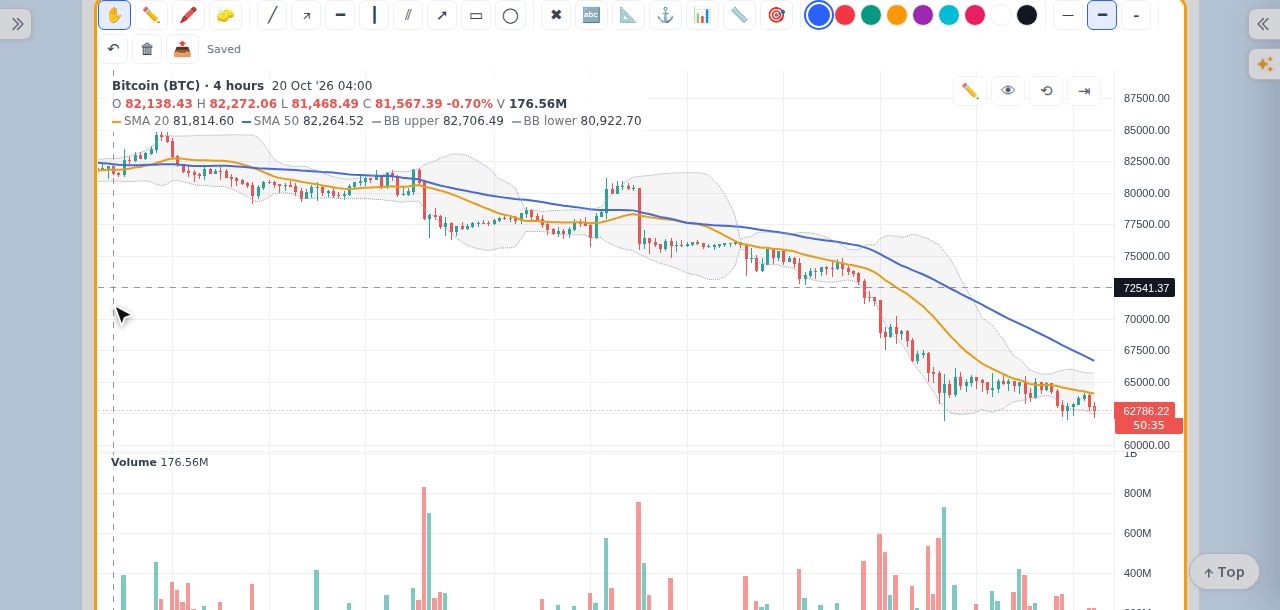 Saved
Bitcoin (BTC) · 4 hours 20 Oct '26 04:00
O 82,138.43 H 82,272.06 L 81,468.49 C 81,567.39 -0.70% V 176.56M
SMA 20 81,814.60 SMA 50 82,264.52 BB upper 82,706.49 BB lower 80,922.70
87500.00
85000.00
82500.00
80000.00
77500.00
75000.00
72541.37
70000.00
67500.00
65000.00
62786.22
50:35
60000.00
Volume 176.56M
1B
800M
600M
400M
↑ Top